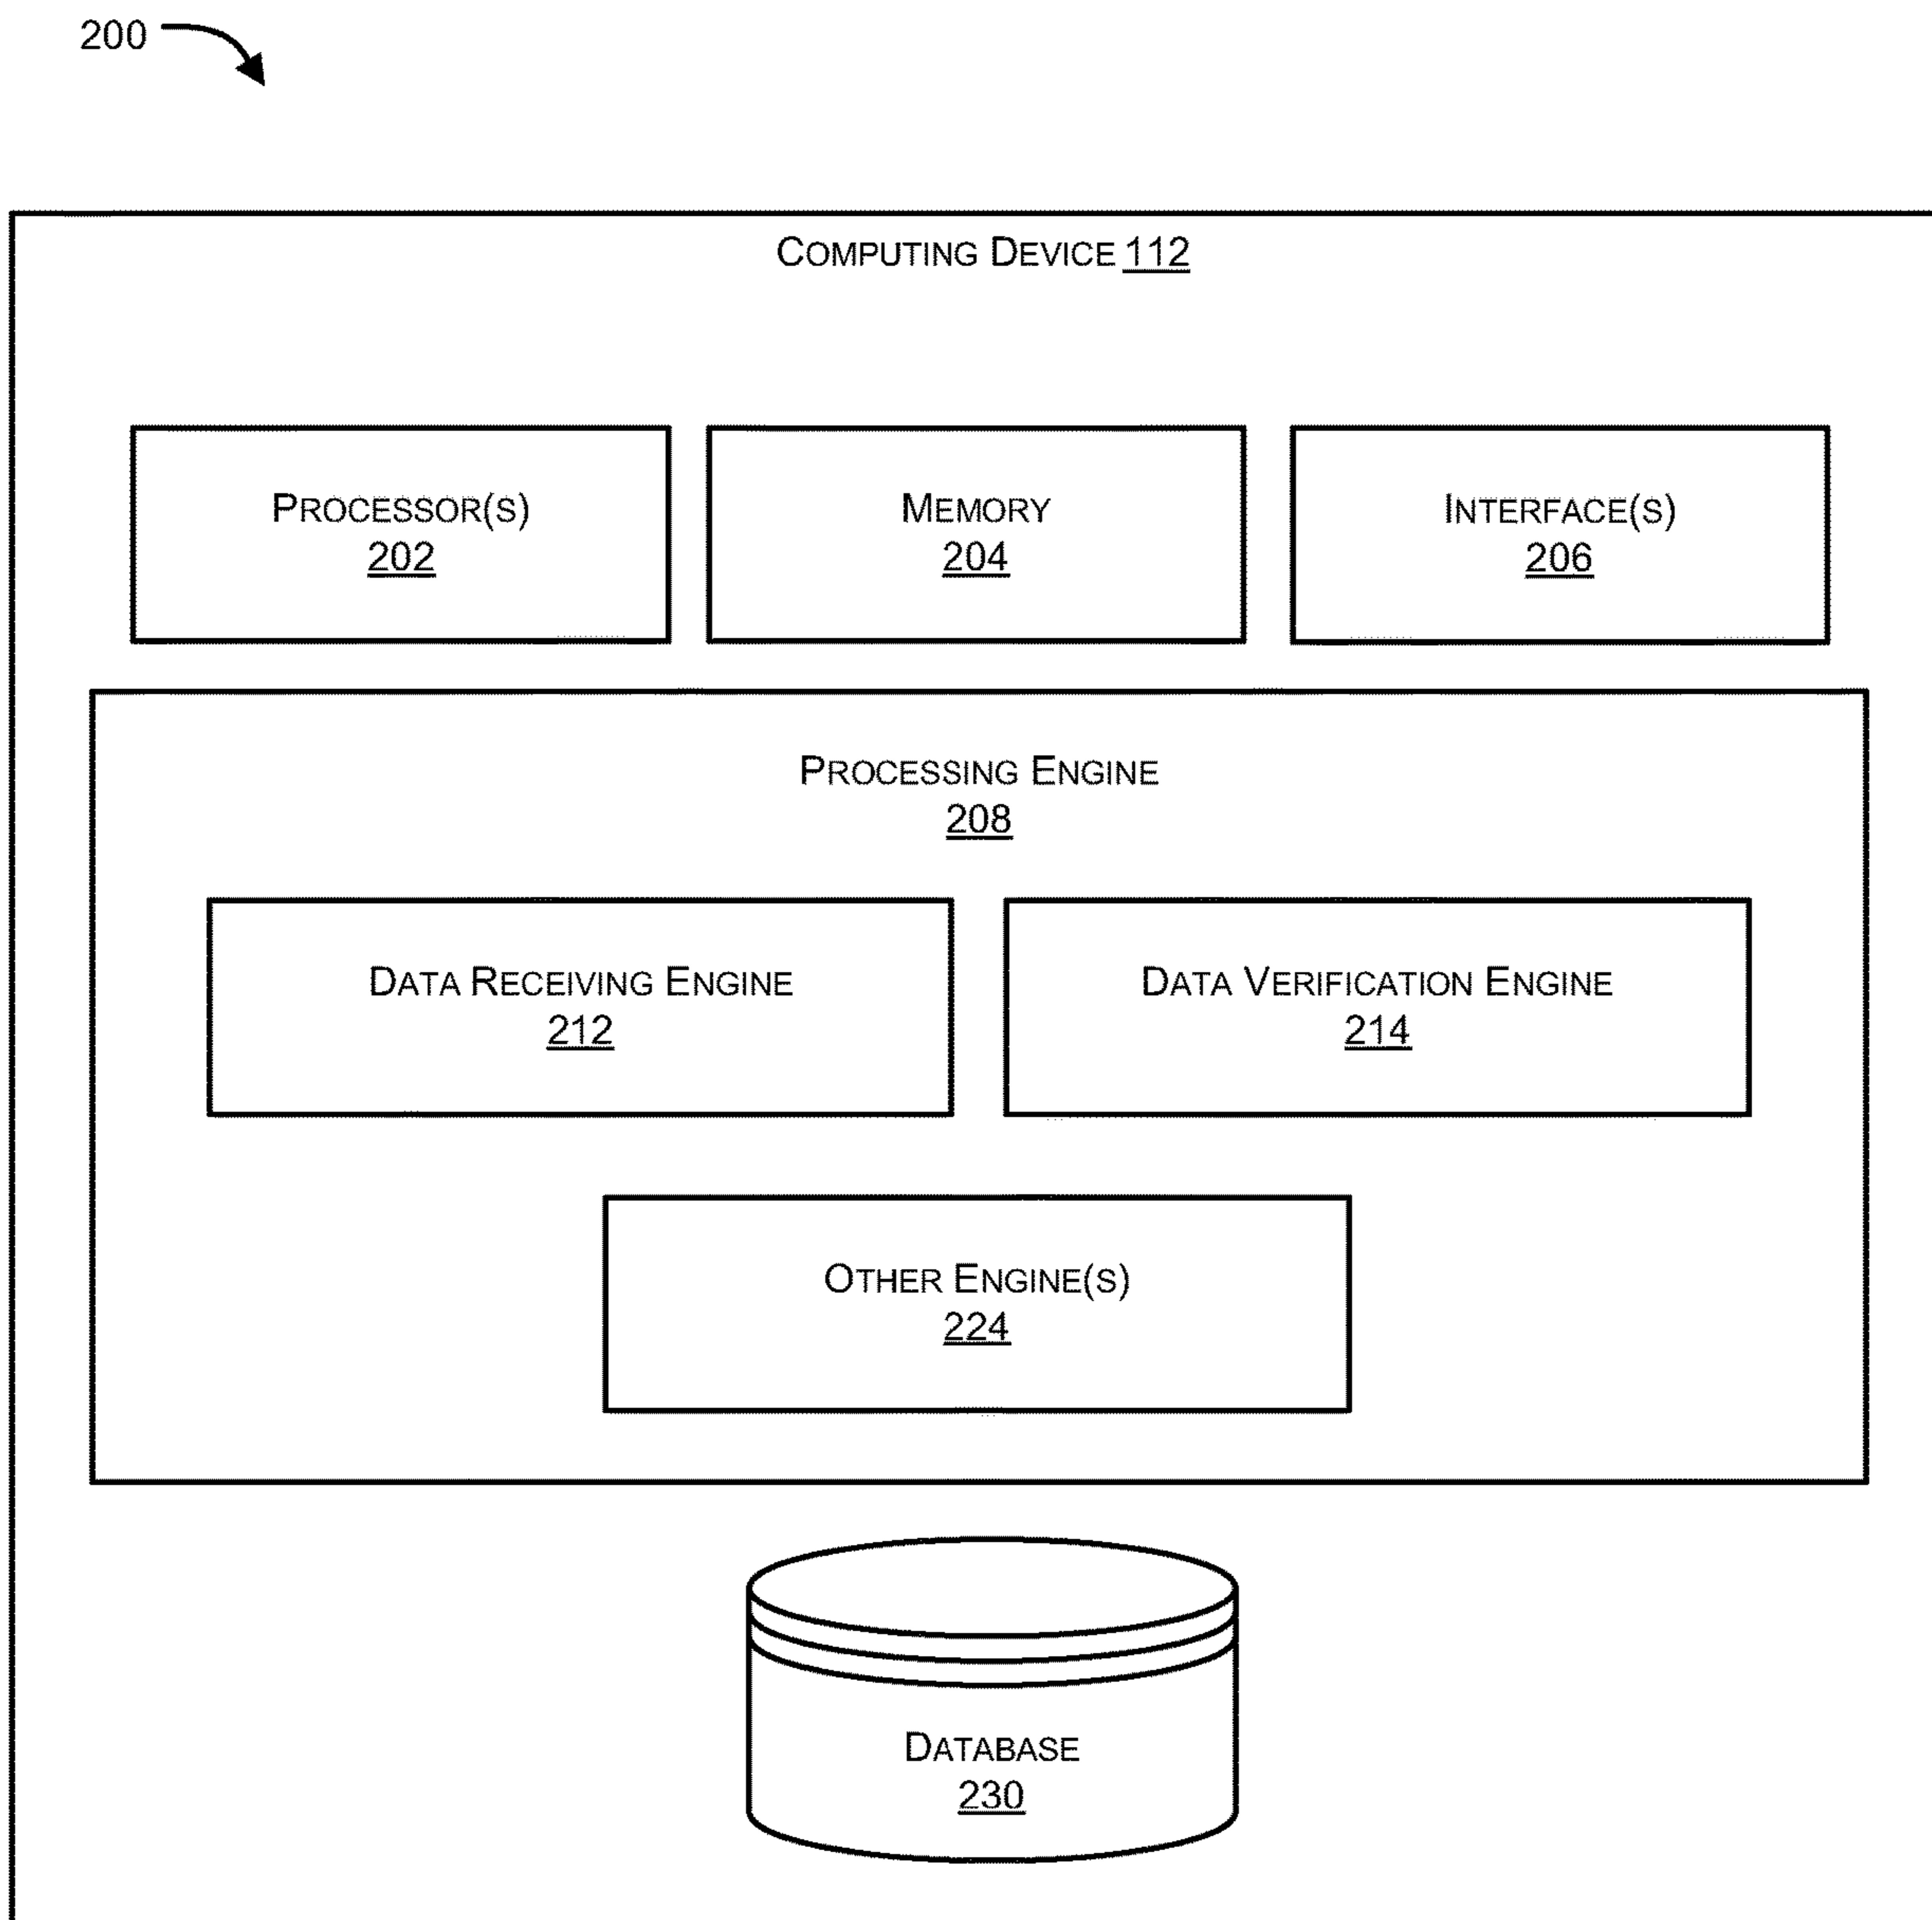 200
COMPUTING DEVICE 112
PROCESSOR(S)
202
MEMORY
204
INTERFACE(S)
206
PROCESSING ENGINE
208
DATA RECEIVING ENGINE
212
DATA VERIFICATION ENGINE
214
OTHER ENGINE(S)
224
DATABASE
230